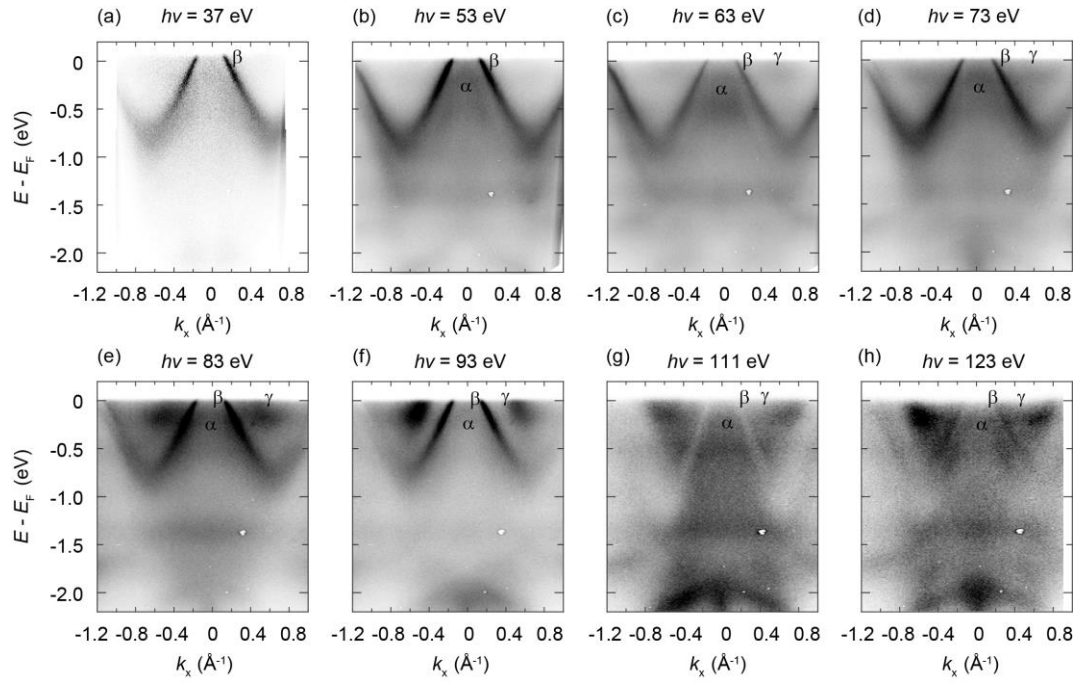 (a) hν = 37 eV (b) hν = 53 eV (c) hν = 63 eV (d) hν = 73 eV
β β β γ β γ
α α
E - E_F (eV)
0
-0.5
-1.0
-1.5
-2.0
-1.2 -0.8 -0.4 0 0.4 0.8 -1.2 -0.8 -0.4 0 0.4 0.8 -1.2 -0.8 -0.4 0 0.4 0.8 -1.2 -0.8 -0.4 0 0.4 0.8
k_x (Å⁻¹) k_x (Å⁻¹) k_x (Å⁻¹) k_x (Å⁻¹)
(e) hν = 83 eV (f) hν = 93 eV (g) hν = 111 eV (h) hν = 123 eV
β γ β γ β γ β γ
α α α α
E - E_F (eV)
0
-0.5
-1.0
-1.5
-2.0
-1.2 -0.8 -0.4 0 0.4 0.8 -1.2 -0.8 -0.4 0 0.4 0.8 -1.2 -0.8 -0.4 0 0.4 0.8 -1.2 -0.8 -0.4 0 0.4 0.8
k_x (Å⁻¹) k_x (Å⁻¹) k_x (Å⁻¹) k_x (Å⁻¹)